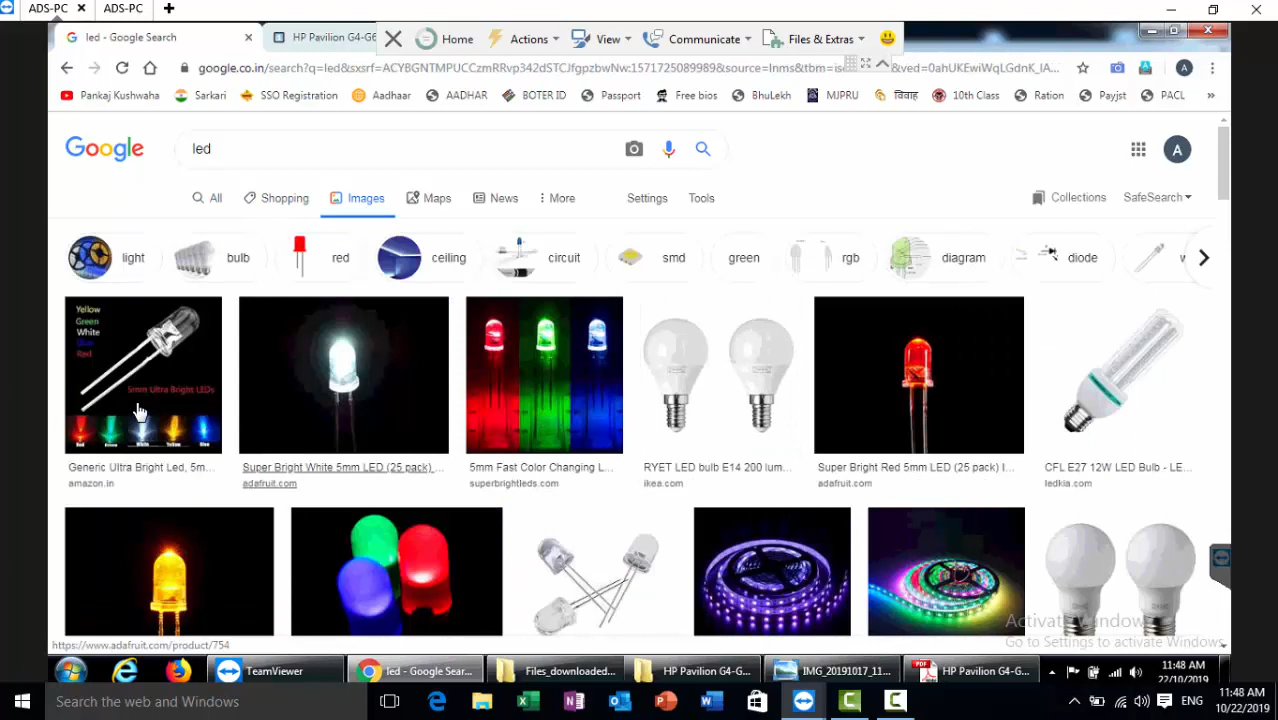 ADS-PC
ADS-PC
led - Google Search
HP Pavilion G4-G6
Home
Actions
View
Communicate
Files & Extras
google.co.in/search?q=led&sxsrf=ACYBGNTMPUCCzmRRvp342dSTCJfgpzbwNw:1571725089989&source=lnms&tbm=is
&ved=0ahUKEwiWqLGdnK_IA...
Pankaj Kushwaha
Sarkari
SSO Registration
Aadhaar
AADHAR
BOTER ID
Passport
Free bios
BhuLekh
MJPRU
विवाह
10th Class
Ration
Payjst
PACL
Google
led
A
All
Shopping
Images
Maps
News
More
Settings
Tools
Collections
SafeSearch
light
bulb
red
ceiling
circuit
smd
green
rgb
diagram
diode
Yellow
Green
White
Blue
Red
5mm Ultra Bright LEDs
Generic Ultra Bright Led, 5m...
amazon.in
Super Bright White 5mm LED (25 pack) ...
adafruit.com
5mm Fast Color Changing L...
superbrightleds.com
RYET LED bulb E14 200 lum...
ikea.com
Super Bright Red 5mm LED (25 pack) I...
adafruit.com
CFL E27 12W LED Bulb - LE...
ledkia.com
Activate Windows
Go to Settings to activate Windows.
https://www.adafruit.com/product/754
TeamViewer
led - Google Sear...
Files_downloaded...
HP Pavilion G4-G...
IMG_20191017_11...
HP Pavilion G4-G...
11:48 AM
22/10/2019
Search the web and Windows
ENG
11:48 AM
10/22/2019